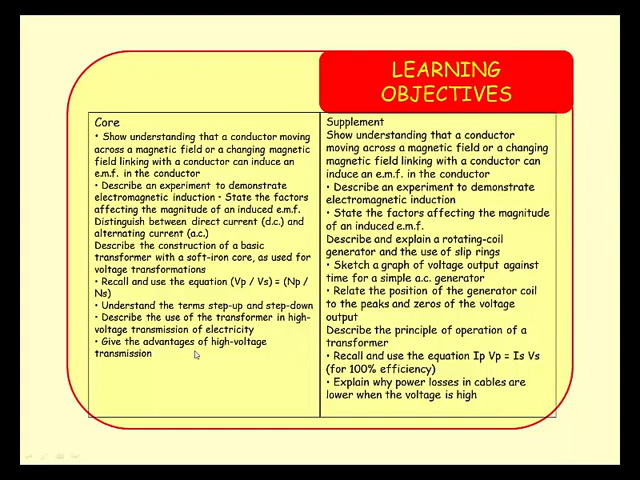 LEARNING
OBJECTIVES
Core
• Show understanding that a conductor moving
across a magnetic field or a changing magnetic
field linking with a conductor can induce an
e.m.f. in the conductor
• Describe an experiment to demonstrate
electromagnetic induction • State the factors
affecting the magnitude of an induced e.m.f.
Distinguish between direct current (d.c.) and
alternating current (a.c.)
Describe the construction of a basic
transformer with a soft-iron core, as used for
voltage transformations
• Recall and use the equation (Vp / Vs) = (Np /
Ns)
• Understand the terms step-up and step-down
• Describe the use of the transformer in high-
voltage transmission of electricity
• Give the advantages of high-voltage
transmission
Supplement
Show understanding that a conductor
moving across a magnetic field or a changing
magnetic field linking with a conductor can
induce an e.m.f. in the conductor
• Describe an experiment to demonstrate
electromagnetic induction
• State the factors affecting the magnitude
of an induced e.m.f.
Describe and explain a rotating-coil
generator and the use of slip rings
• Sketch a graph of voltage output against
time for a simple a.c. generator
• Relate the position of the generator coil
to the peaks and zeros of the voltage
output
Describe the principle of operation of a
transformer
• Recall and use the equation Ip Vp = Is Vs
(for 100% efficiency)
• Explain why power losses in cables are
lower when the voltage is high